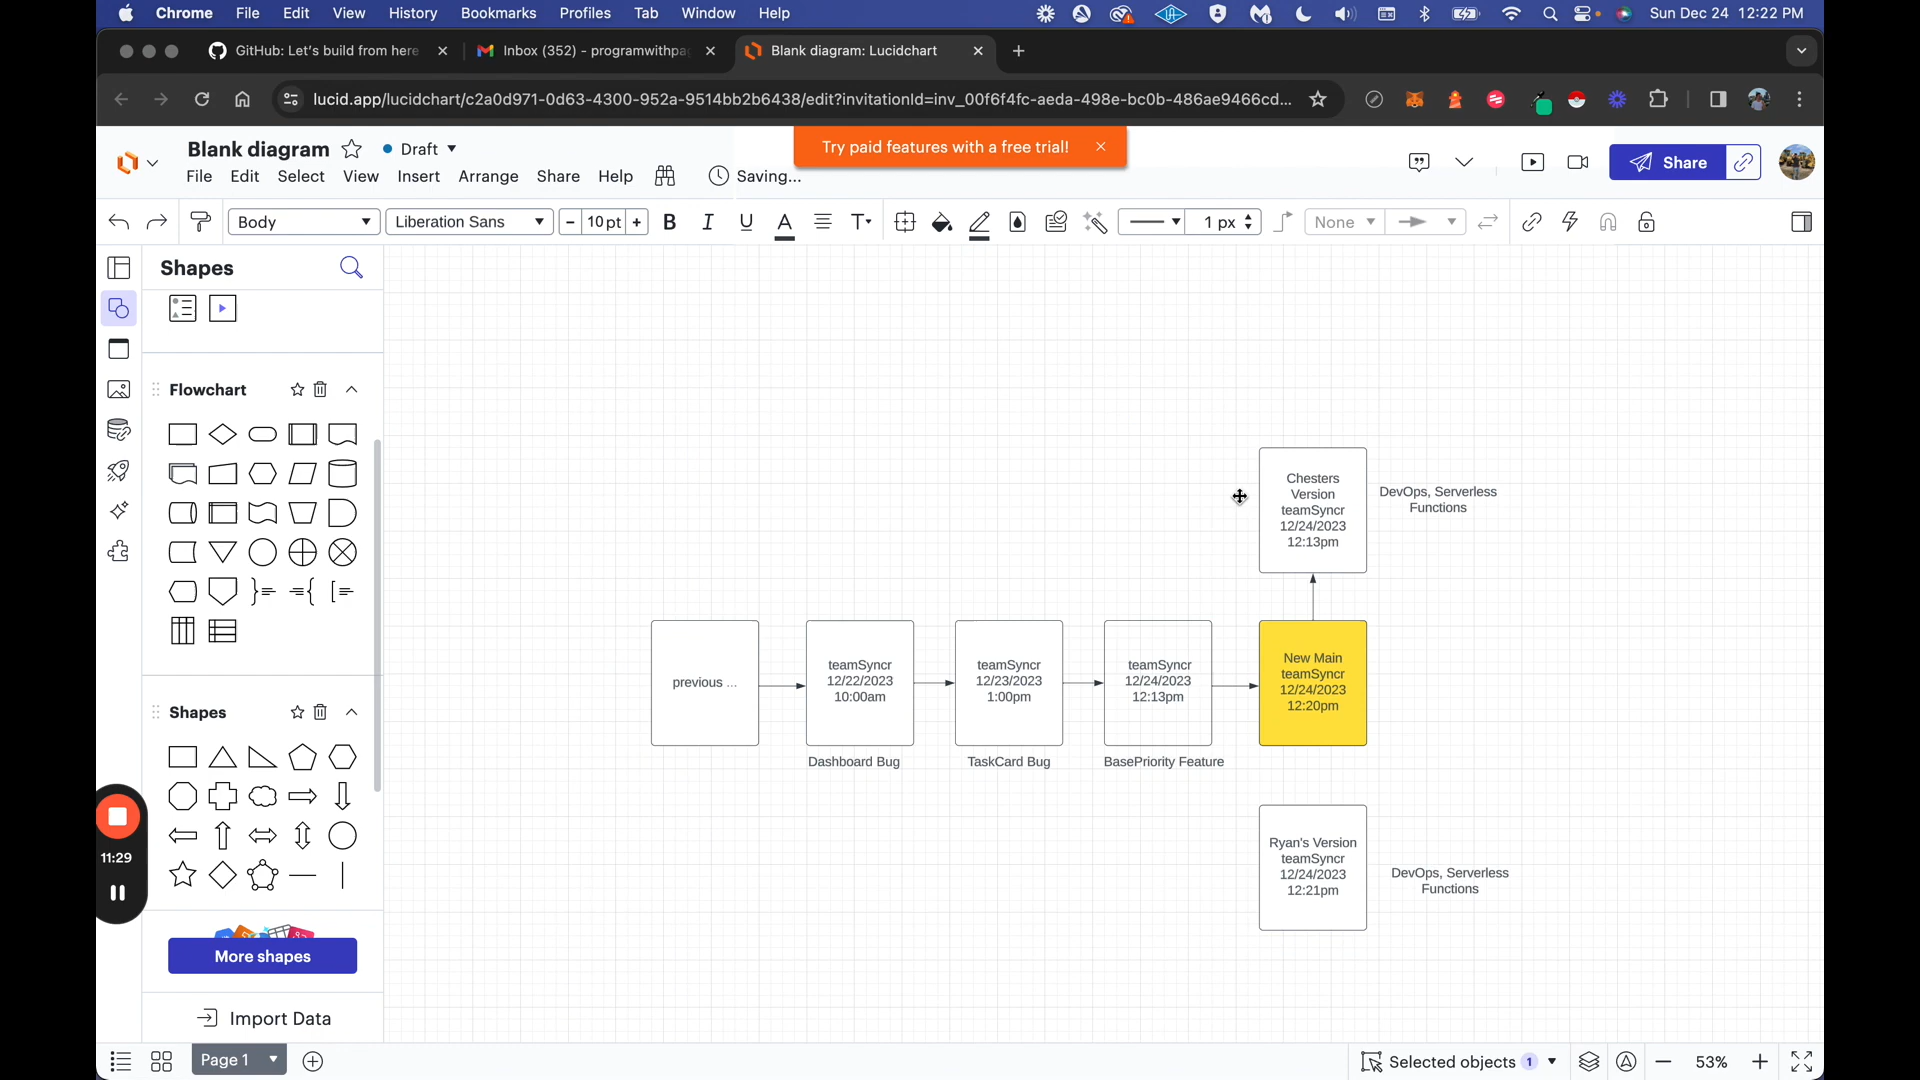 Chrome File Edit View History Bookmarks Profiles Tab Window Help Sun Dec 24 12:22 PM
GitHub: Let's build from here Inbox (352) - programwithpa Blank diagram: Lucidchart
lucid.app/lucidchart/c2a0d971-0d63-4300-952a-9514bb2b6438/edit?invitationId=inv_00f6f4fc-aeda-498e-bc0b-486ae9466cd...
Blank diagram Draft Try paid features with a free trial! Share
File Edit Select View Insert Arrange Share Help Saving...
Body Liberation Sans 10 pt B I U A T 1 px None
Shapes
Flowchart
Shapes
11:29
More shapes
Import Data
Chesters
Version
teamSyncr
12/24/2023
12:13pm
DevOps, Serverless
Functions
previous ...
teamSyncr
12/22/2023
10:00am
Dashboard Bug
teamSyncr
12/23/2023
1:00pm
TaskCard Bug
teamSyncr
12/24/2023
12:13pm
BasePriority Feature
New Main
teamSyncr
12/24/2023
12:20pm
Ryan's Version
teamSyncr
12/24/2023
12:21pm
DevOps, Serverless
Functions
Page 1 Selected objects 1 53%